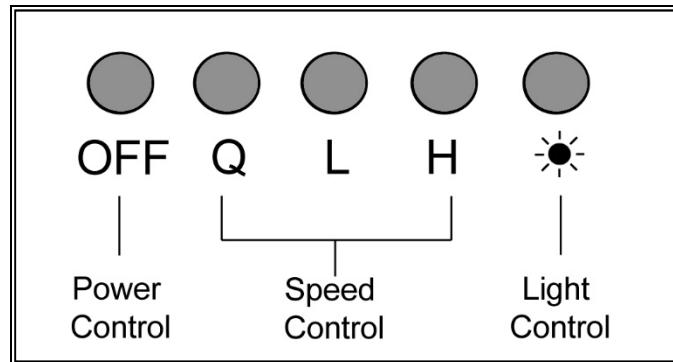 OFF Q L H
Power Control
Speed Control
Light Control